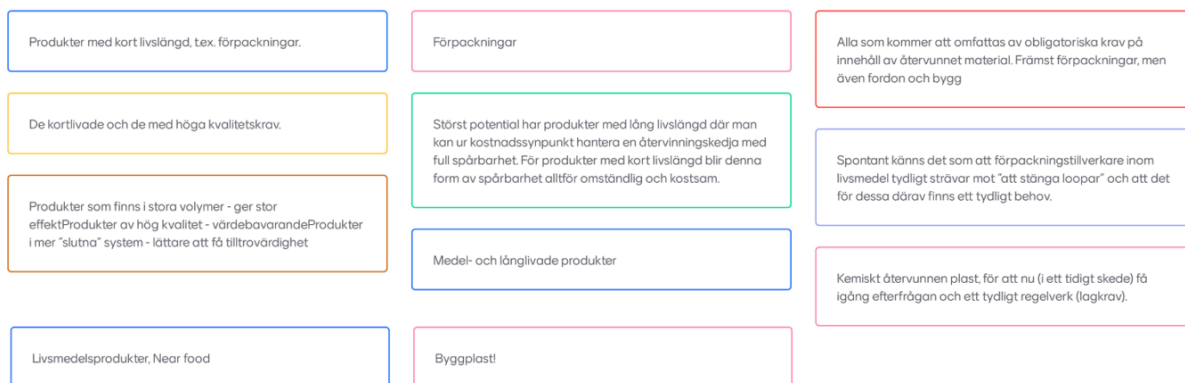 Produkter med kort livslängd, t.ex. förpackningar.
De kortlivade och de med höga kvalitetskrav.
Produkter som finns i stora volymer - ger stor
effektProdukter av hög kvalitet - värdebavarandeProdukter
i mer "slutna" system - lättare att få tilltrovärdighet
Livsmedelsprodukter, Near food
Förpackningar
Störst potential har produkter med lång livslängd där man
kan ur kostnadssynpunkt hantera en återvinningskedja med
full spårbarhet. För produkter med kort livslängd blir denna
form av spårbarhet alltför omständlig och kostsam.
Medel- och långlivade produkter
Byggplast!
Alla som kommer att omfattas av obligatoriska krav på
innehåll av återvunnet material. Främst förpackningar, men
även fordon och bygg
Spontant känns det som att förpackningstillverkare inom
livsmedel tydligt strävar mot "att stänga loopar" och att det
för dessa därav finns ett tydligt behov.
Kemiskt återvunnen plast, för att nu (i ett tidigt skede) få
igång efterfrågan och ett tydligt regelverk (lagkrav).